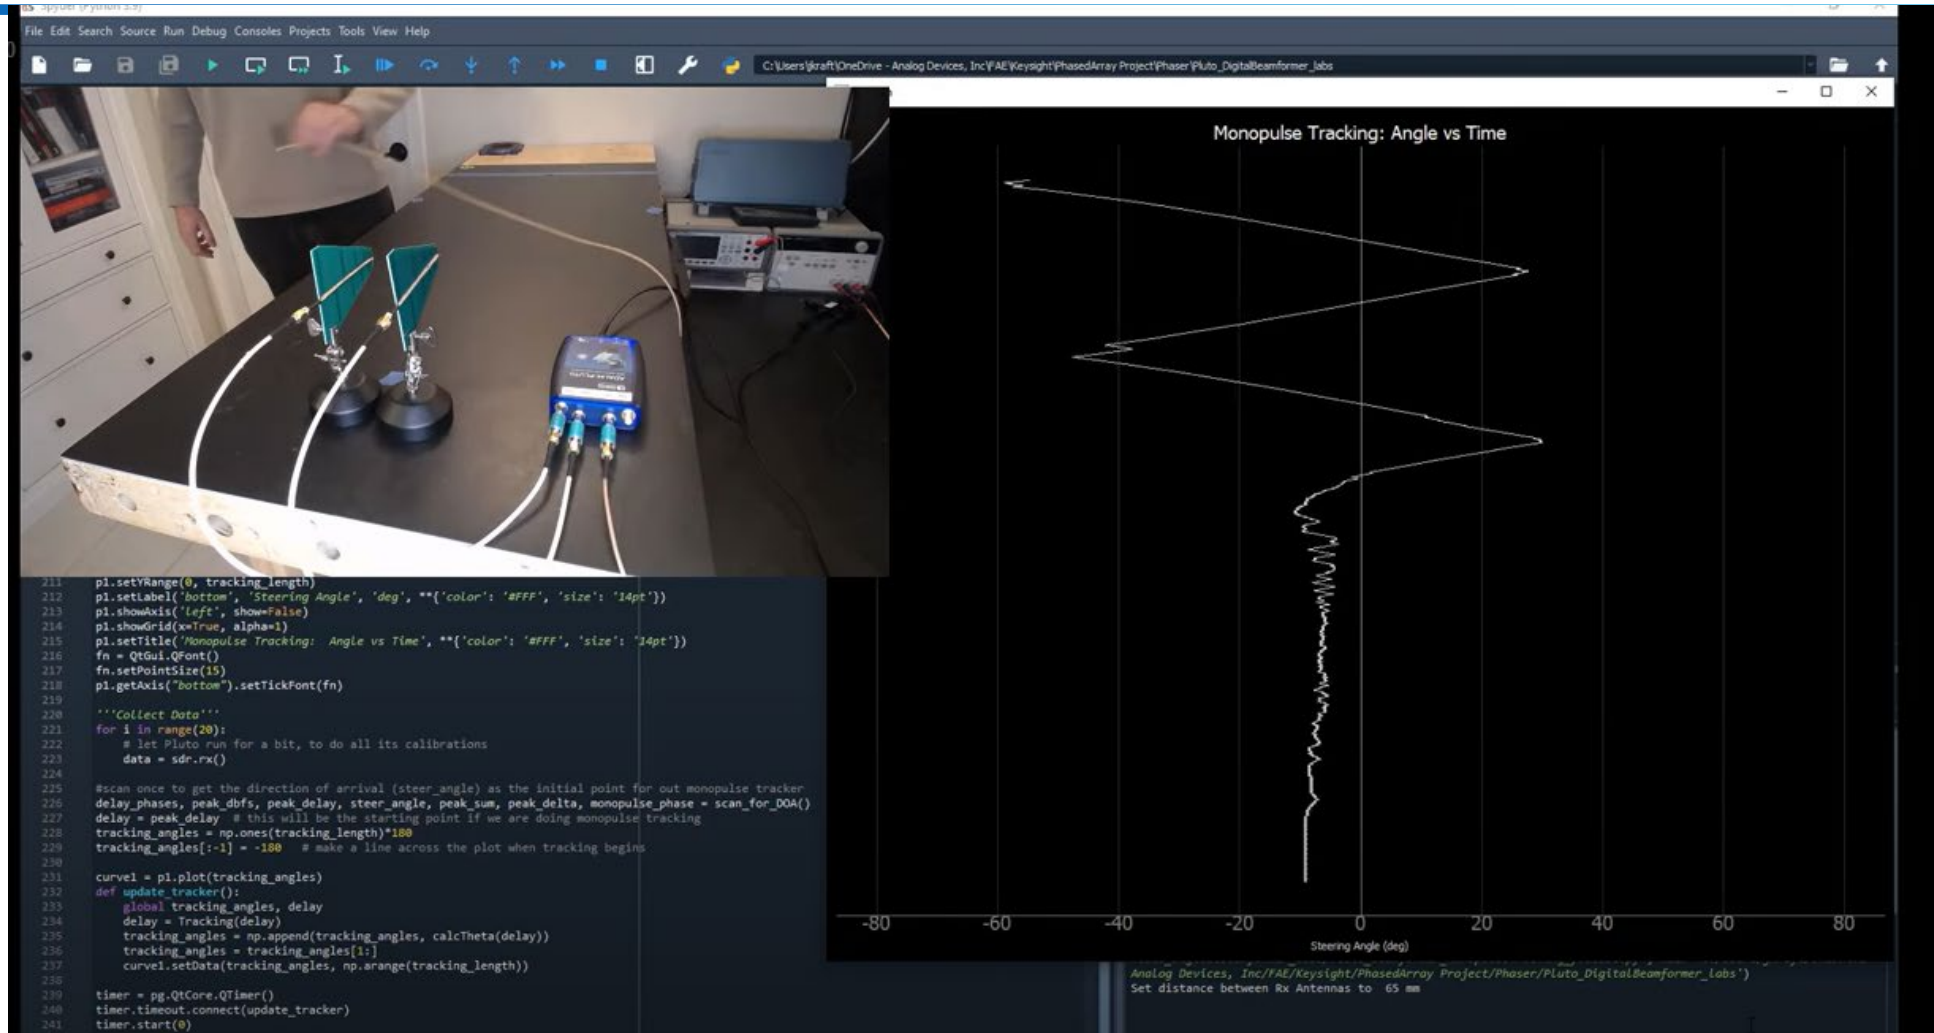 Spyder (Python 3.9)
File Edit Search Source Run Debug Consoles Projects Tools View Help
C:\Users\jkraft\OneDrive - Analog Devices, Inc\FAE\Keysight\PhasedArray Project\Phaser\Pluto_DigitalBeamformer_labs
Monopulse Tracking: Angle vs Time
-80 -60 -40 -20 0 20 40 60 80
Steering Angle (deg)
211 p1.setYRange(0, tracking_length)
212 p1.setLabel('bottom', 'Steering Angle', 'deg', **{'color': '#FFF', 'size': '14pt'})
213 p1.showAxis('left', show=False)
214 p1.showGrid(x=True, alpha=1)
215 p1.setTitle('Monopulse Tracking:  Angle vs Time', **{'color': '#FFF', 'size': '14pt'})
216 fn = QtGui.QFont()
217 fn.setPointSize(15)
218 p1.getAxis("bottom").setTickFont(fn)
219
220 '''Collect Data'''
221 for i in range(20):
222     # let Pluto run for a bit, to do all its calibrations
223     data = sdr.rx()
224
225 #scan once to get the direction of arrival (steer_angle) as the initial point for out monopulse tracker
226 delay_phases, peak_dbfs, peak_delay, steer_angle, peak_sum, peak_delta, monopulse_phase = scan_for_DOA()
227 delay = peak_delay  # this will be the starting point if we are doing monopulse tracking
228 tracking_angles = np.ones(tracking_length)*180
229 tracking_angles[:-1] = -180   # make a line across the plot when tracking begins
230
231 curve1 = p1.plot(tracking_angles)
232 def update_tracker():
233     global tracking_angles, delay
234     delay = Tracking(delay)
235     tracking_angles = np.append(tracking_angles, calcTheta(delay))
236     tracking_angles = tracking_angles[1:]
237     curve1.setData(tracking_angles, np.arange(tracking_length))
238
239 timer = pg.QtCore.QTimer()
240 timer.timeout.connect(update_tracker)
241 timer.start(0)
Analog Devices, Inc/FAE/Keysight/PhasedArray Project/Phaser/Pluto_DigitalBeamformer_labs')
Set distance between Rx Antennas to  65 mm